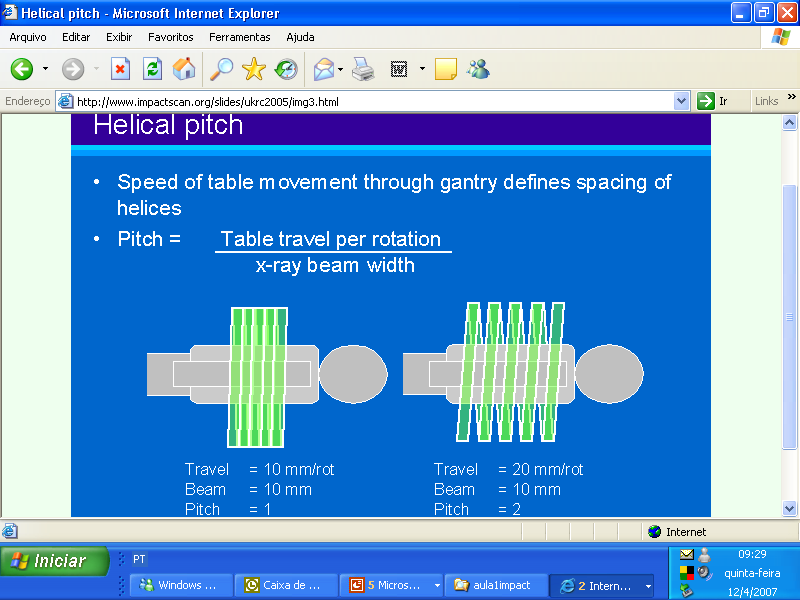 Helical pitch - Microsoft Internet Explorer
Arquivo Editar Exibir Favoritos Ferramentas Ajuda
Endereço http://www.impactscan.org/slides/ukrc2005/img3.html Ir Links »
Helical pitch
• Speed of table movement through gantry defines spacing of
helices
• Pitch = Table travel per rotation
x-ray beam width
Travel = 10 mm/rot
Beam = 10 mm
Pitch = 1
Travel = 20 mm/rot
Beam = 10 mm
Pitch = 2
Internet
Iniciar PT
Windows ... Caixa de ... 5 Micros... aula1impact 2 Intern...
09:29
quinta-feira
12/4/2007